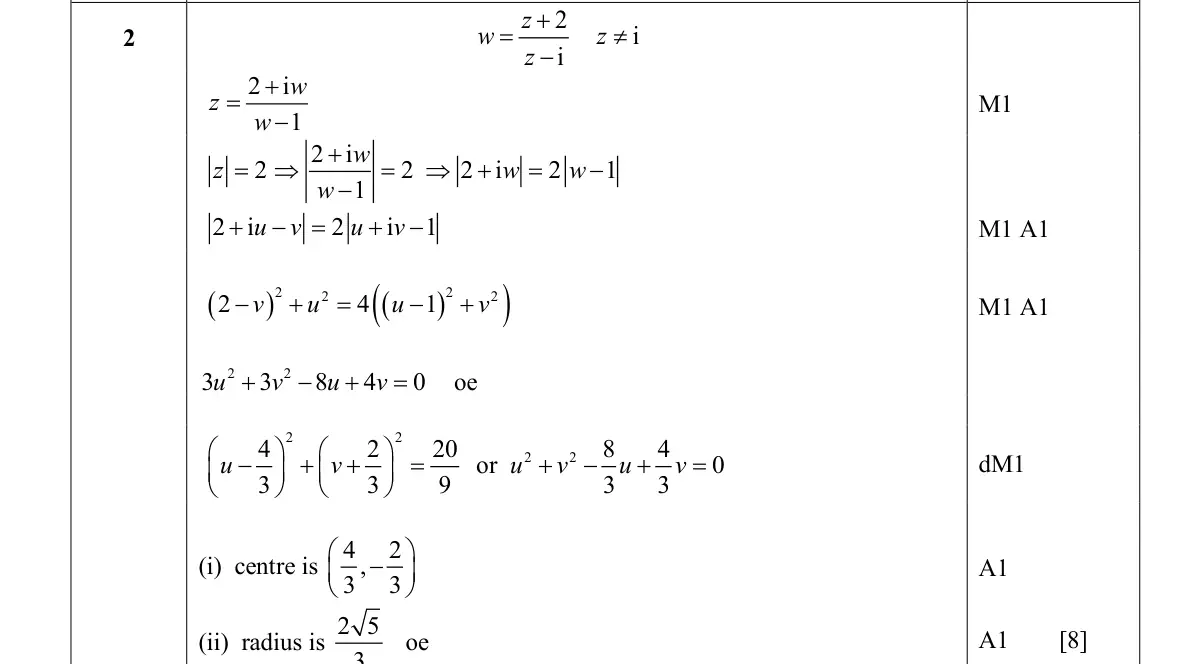 2 w = (z + 2)/(z − i) z ≠ i
z = (2 + iw)/(w − 1) M1
|z| = 2 ⇒ |(2 + iw)/(w − 1)| = 2 ⇒ |2 + iw| = 2|w − 1|
|2 + iu − v| = 2|u + iv − 1| M1 A1
(2 − v)² + u² = 4((u − 1)² + v²) M1 A1
3u² + 3v² − 8u + 4v = 0 oe
(u − 4/3)² + (v + 2/3)² = 20/9 or u² + v² − 8/3 u + 4/3 v = 0 dM1
(i) centre is (4/3, −2/3) A1
(ii) radius is 2√5/3 oe A1 [8]